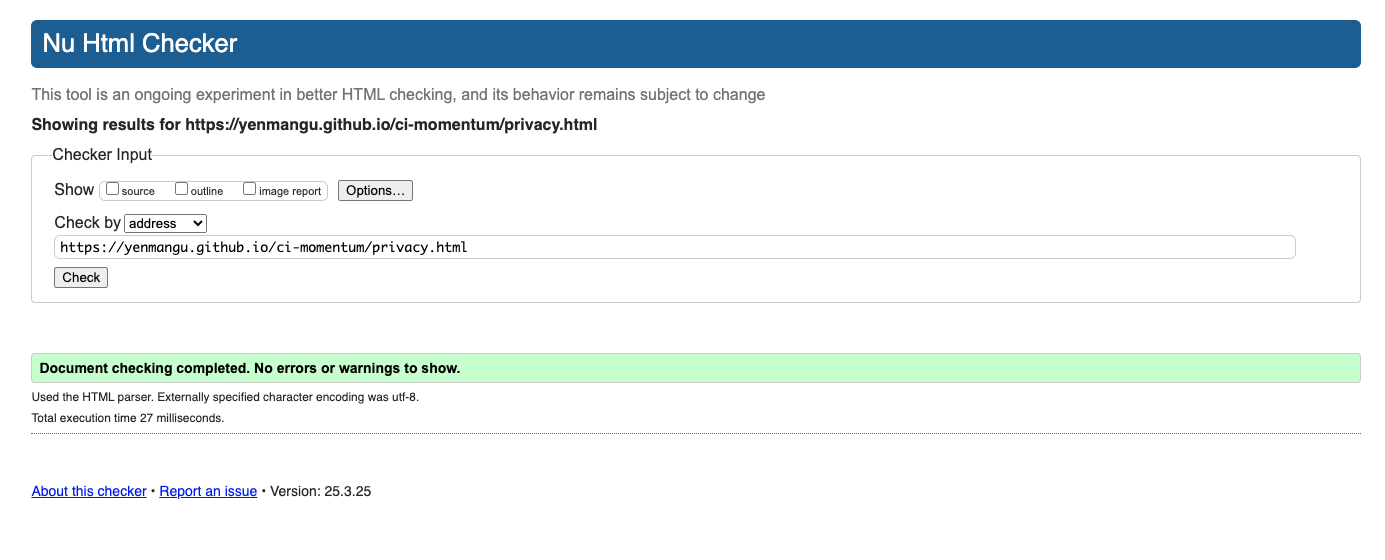 Nu Html Checker
This tool is an ongoing experiment in better HTML checking, and its behavior remains subject to change
Showing results for https://yenmangu.github.io/ci-momentum/privacy.html
Checker Input
Show source outline image report Options...
Check by address
https://yenmangu.github.io/ci-momentum/privacy.html
Check
Document checking completed. No errors or warnings to show.
Used the HTML parser. Externally specified character encoding was utf-8.
Total execution time 27 milliseconds.
About this checker • Report an issue • Version: 25.3.25